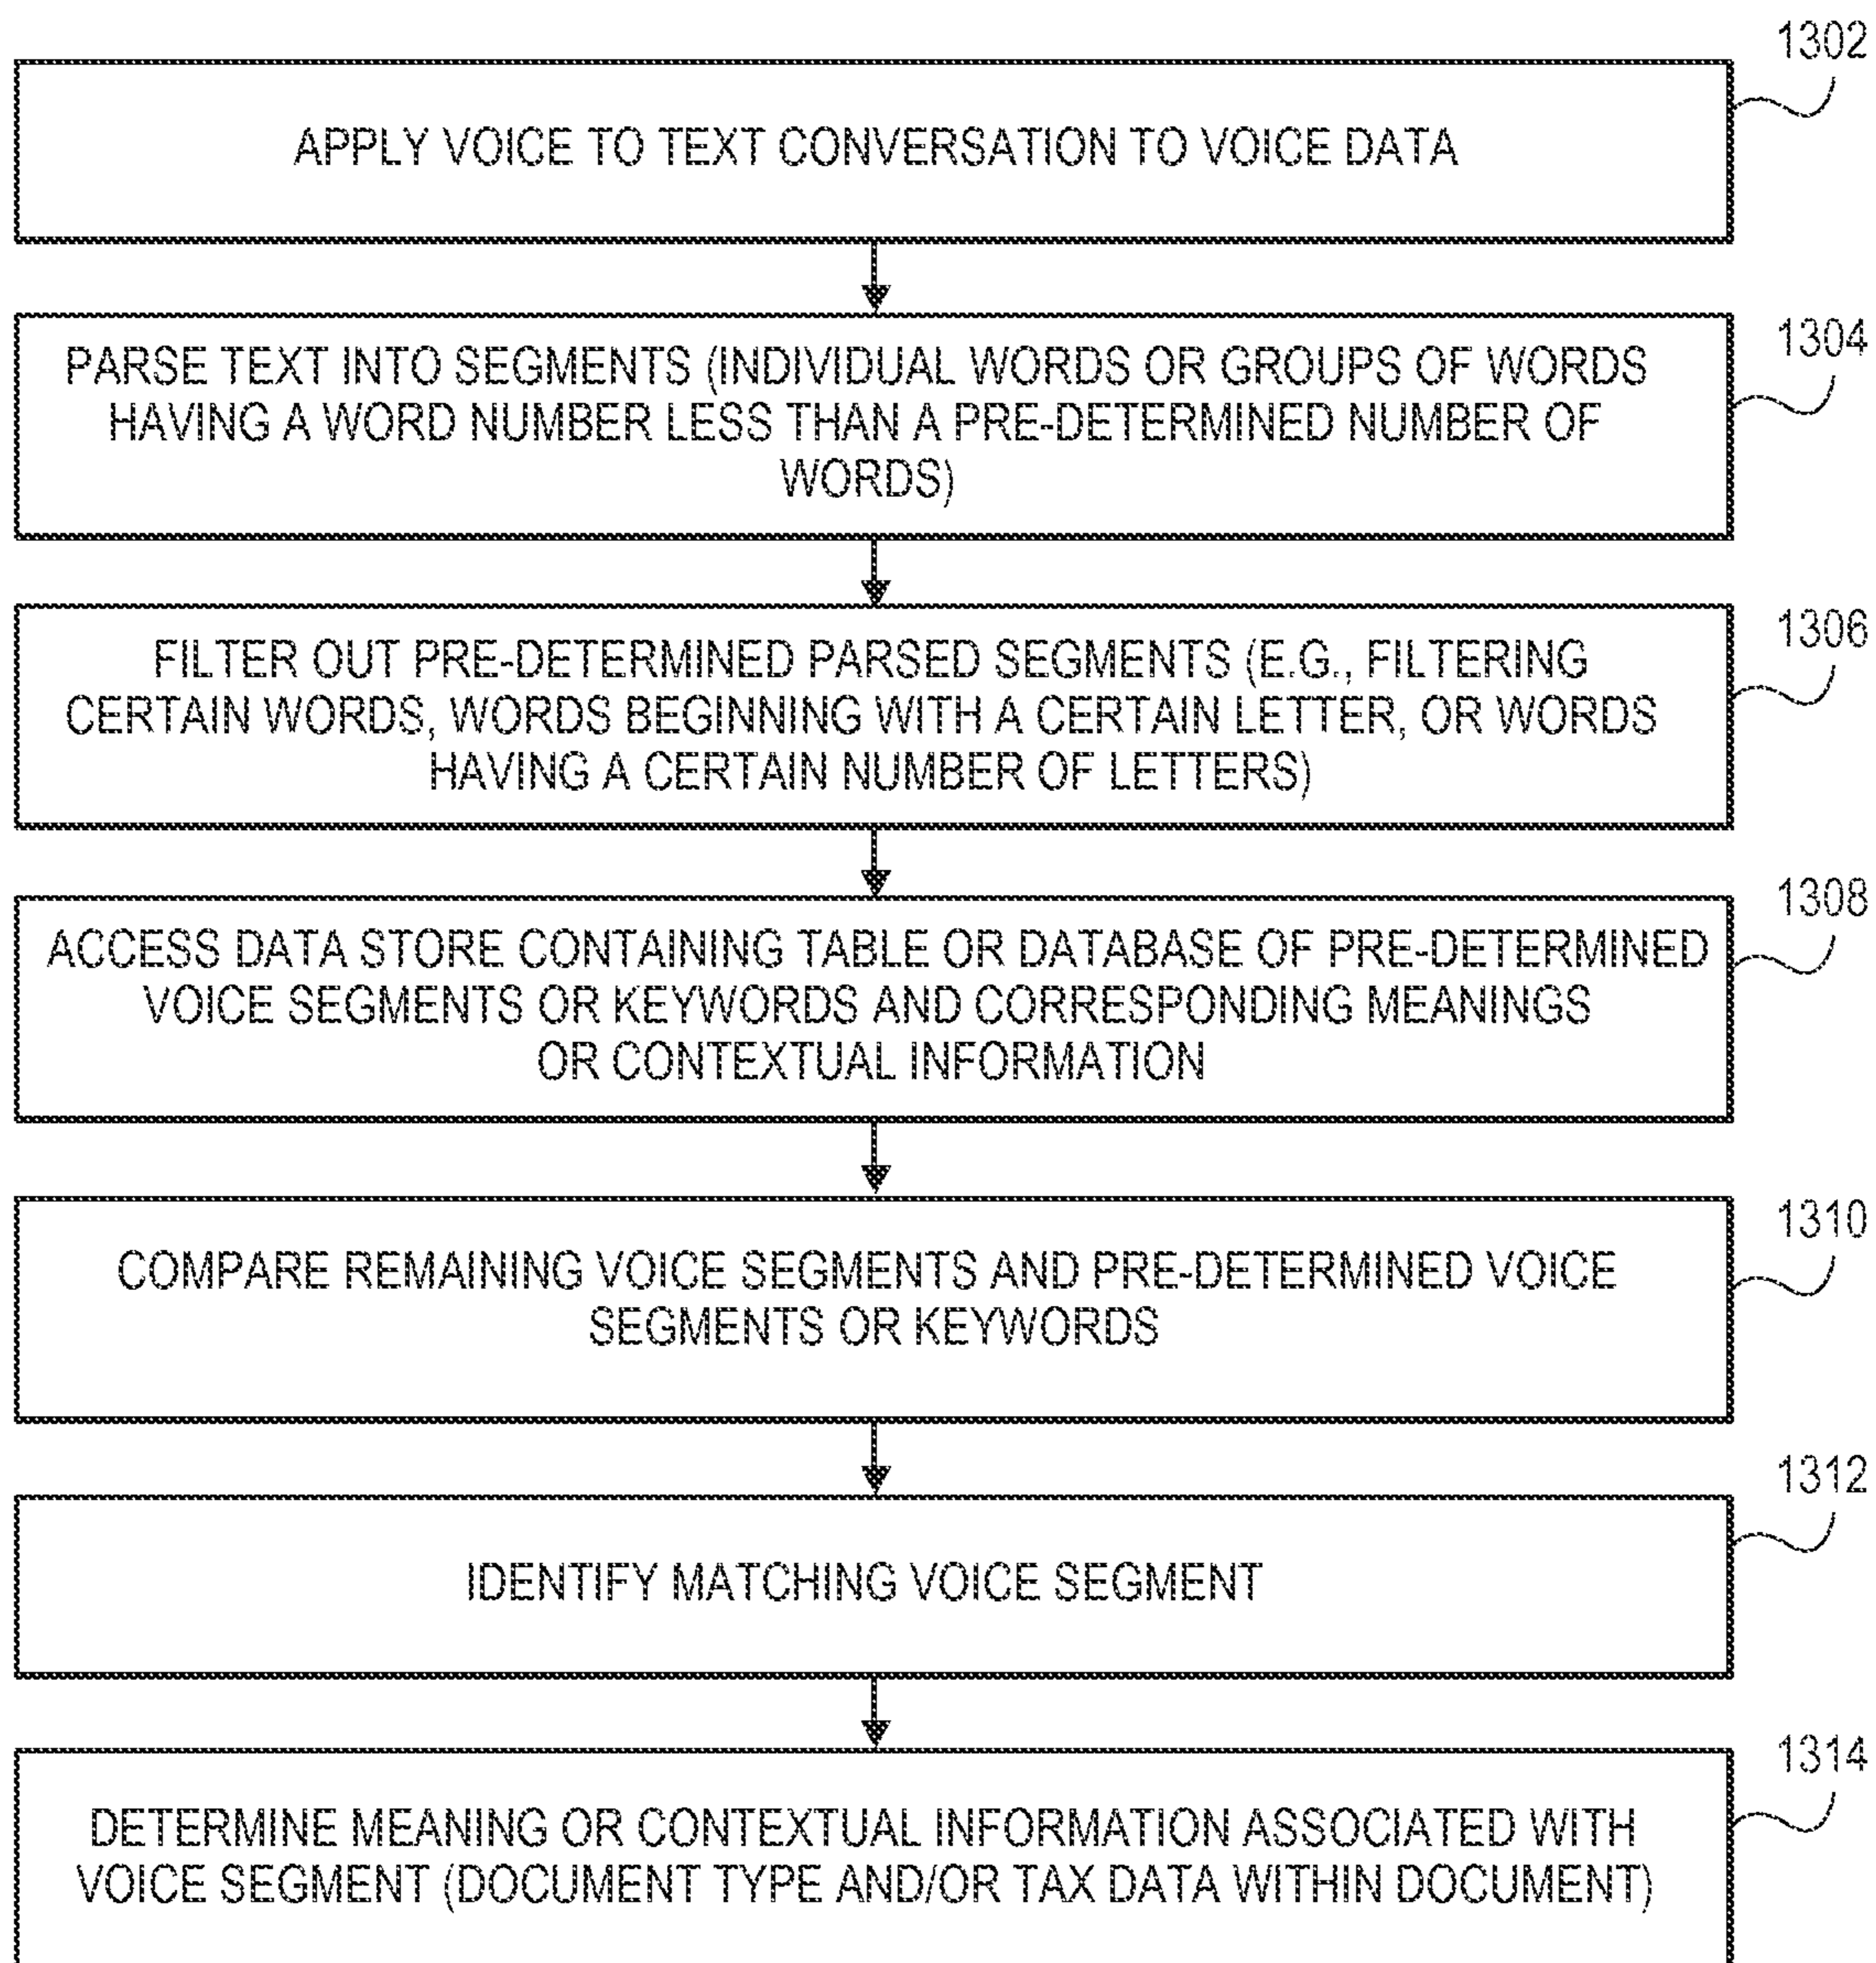 1302
APPLY VOICE TO TEXT CONVERSATION TO VOICE DATA
1304
PARSE TEXT INTO SEGMENTS (INDIVIDUAL WORDS OR GROUPS OF WORDS
HAVING A WORD NUMBER LESS THAN A PRE-DETERMINED NUMBER OF
WORDS)
1306
FILTER OUT PRE-DETERMINED PARSED SEGMENTS (E.G., FILTERING
CERTAIN WORDS, WORDS BEGINNING WITH A CERTAIN LETTER, OR WORDS
HAVING A CERTAIN NUMBER OF LETTERS)
1308
ACCESS DATA STORE CONTAINING TABLE OR DATABASE OF PRE-DETERMINED
VOICE SEGMENTS OR KEYWORDS AND CORRESPONDING MEANINGS
OR CONTEXTUAL INFORMATION
1310
COMPARE REMAINING VOICE SEGMENTS AND PRE-DETERMINED VOICE
SEGMENTS OR KEYWORDS
1312
IDENTIFY MATCHING VOICE SEGMENT
1314
DETERMINE MEANING OR CONTEXTUAL INFORMATION ASSOCIATED WITH
VOICE SEGMENT (DOCUMENT TYPE AND/OR TAX DATA WITHIN DOCUMENT)